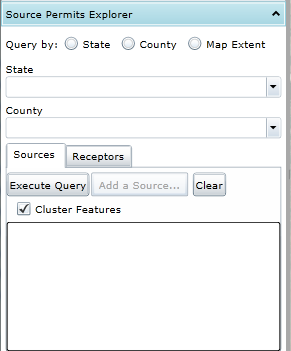 Source Permits Explorer
Query by: State County Map Extent
State
County
Sources Receptors
Execute Query Add a Source... Clear
Cluster Features